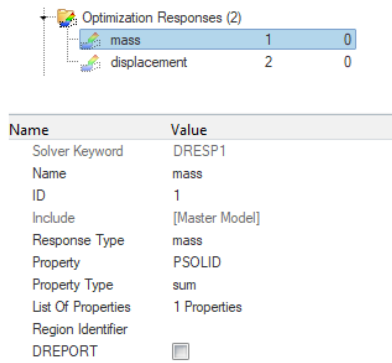 Optimization Responses (2)
mass 1 0
displacement 2 0
Name Value
Solver Keyword DRESP1
Name mass
ID 1
Include [Master Model]
Response Type mass
Property PSOLID
Property Type sum
List Of Properties 1 Properties
Region Identifier
DREPORT